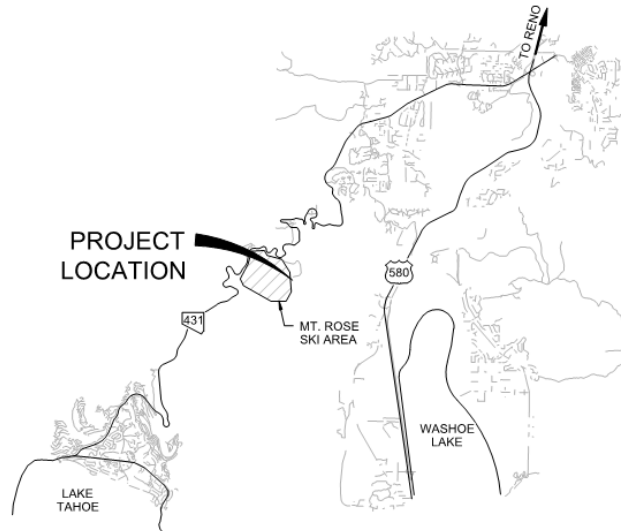 TO RENO
PROJECT
LOCATION
580
431
MT. ROSE
SKI AREA
WASHOE
LAKE
LAKE
TAHOE